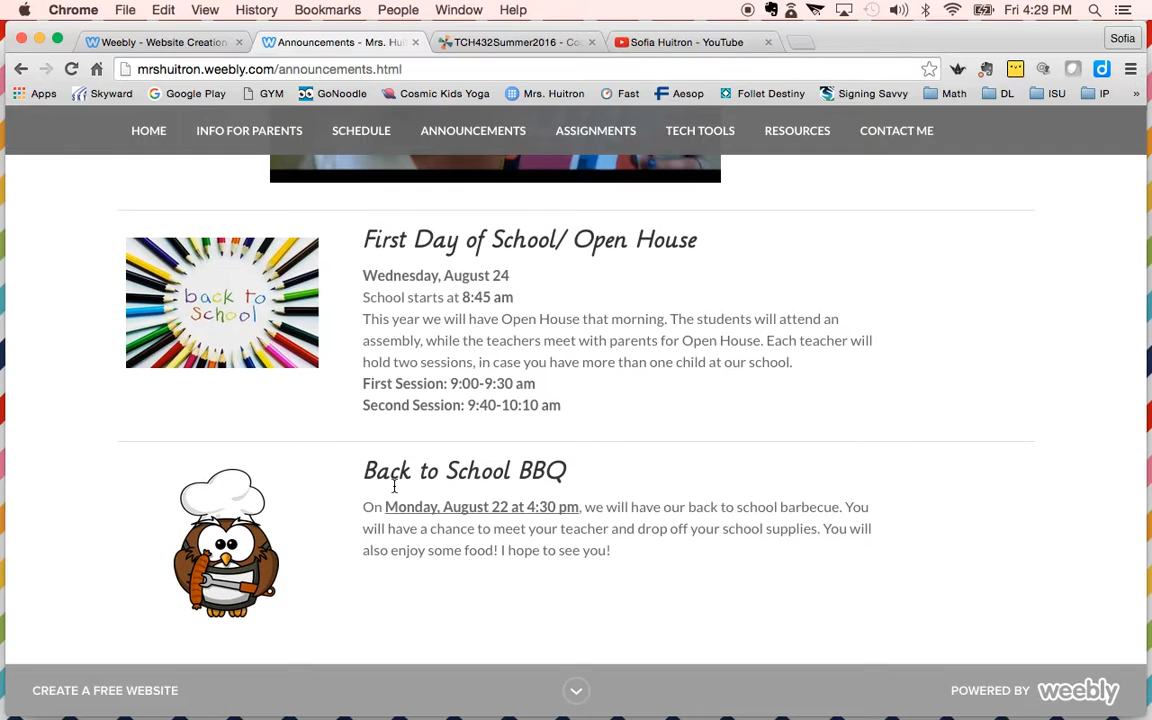 Chrome File Edit View History Bookmarks People Window Help Fri 4:29 PM
Weebly - Website Creation Announcements - Mrs. Hui TCH432Summer2016 - Co Sofia Huitron - YouTube Sofia
mrshuitron.weebly.com/announcements.html
Apps Skyward Google Play GYM GoNoodle Cosmic Kids Yoga Mrs. Huitron Fast Aesop Follet Destiny Signing Savvy Math DL ISU IP »
HOME INFO FOR PARENTS SCHEDULE ANNOUNCEMENTS ASSIGNMENTS TECH TOOLS RESOURCES CONTACT ME
back to
school
First Day of School/ Open House
Wednesday, August 24
School starts at 8:45 am
This year we will have Open House that morning. The students will attend an
assembly, while the teachers meet with parents for Open House. Each teacher will
hold two sessions, in case you have more than one child at our school.
First Session: 9:00-9:30 am
Second Session: 9:40-10:10 am
Back to School BBQ
On Monday, August 22 at 4:30 pm, we will have our back to school barbecue. You
will have a chance to meet your teacher and drop off your school supplies. You will
also enjoy some food! I hope to see you!
CREATE A FREE WEBSITE
POWERED BY weebly